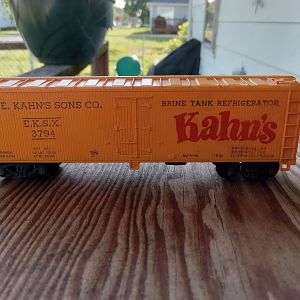 E. KAHN'S SONS CO.
E.K.S.X.
3794
BRINE TANK REFRIGERATOR
Kahn's